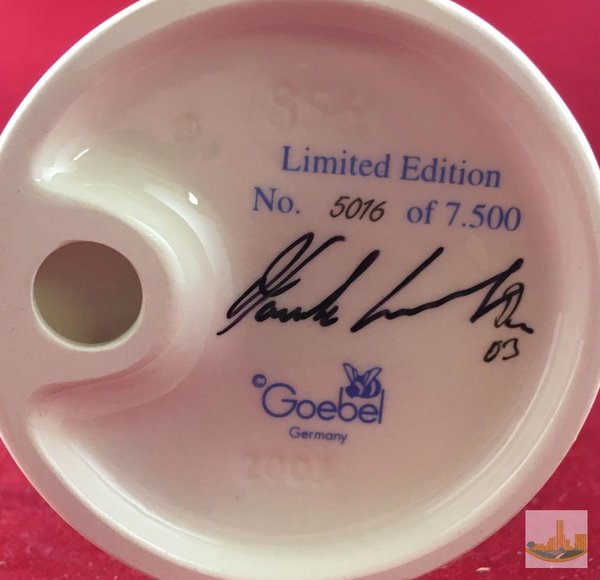 Limited Edition
No. 5016 of 7.500
03
© Goebel
Germany